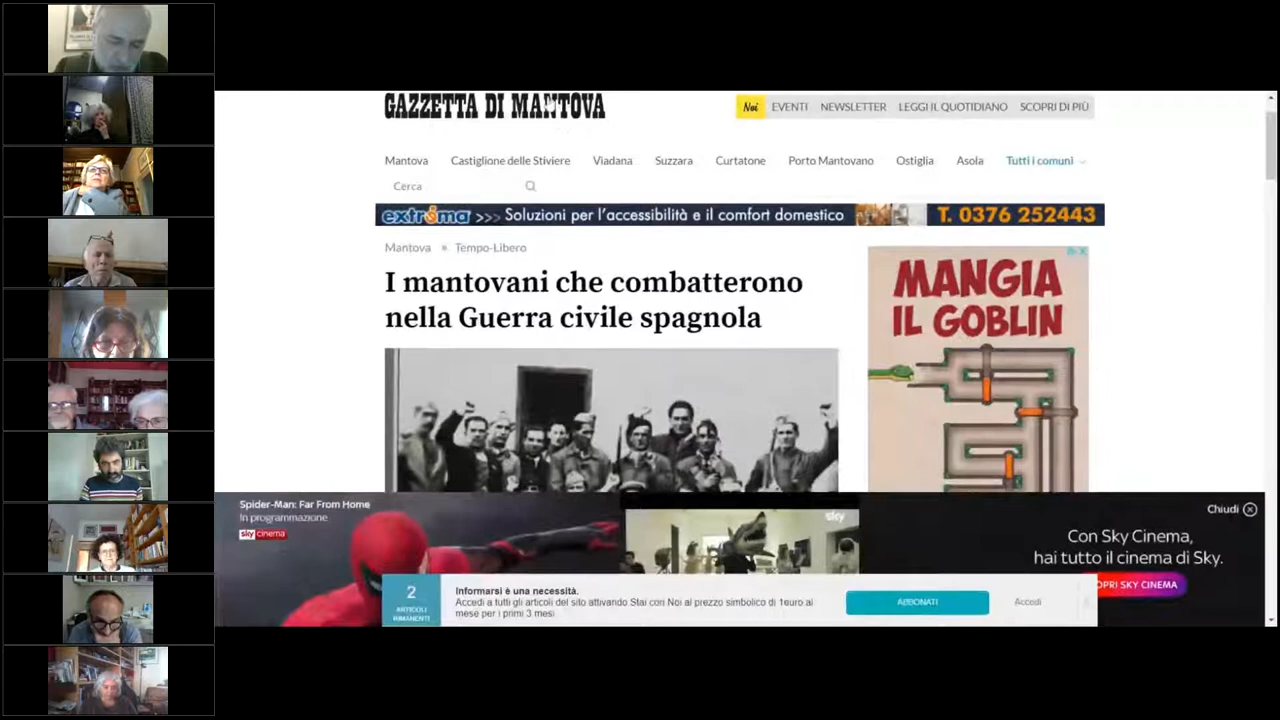 GAZZETTA DI MANTOVA
Noi EVENTI NEWSLETTER LEGGI IL QUOTIDIANO SCOPRI DI PIÙ
Mantova Castiglione delle Stiviere Viadana Suzzara Curtatone Porto Mantovano Ostiglia Asola Tutti i comuni
Cerca
extrema >>> Soluzioni per l'accessibilità e il comfort domestico T. 0376 252443
Mantova » Tempo-Libero
I mantovani che combatterono
nella Guerra civile spagnola
MANGIA
IL GOBLIN
Spider-Man: Far From Home
In programmazione
sky cinema
sky
Chiudi
Con Sky Cinema,
hai tutto il cinema di Sky.
OPRI SKY CINEMA
2
ARTICOLI
RIMANENTI
Informarsi è una necessità.
Accedi a tutti gli articoli del sito attivando Stai con Noi al prezzo simbolico di 1euro al
mese per i primi 3 mesi
ABBONATI
Accedi